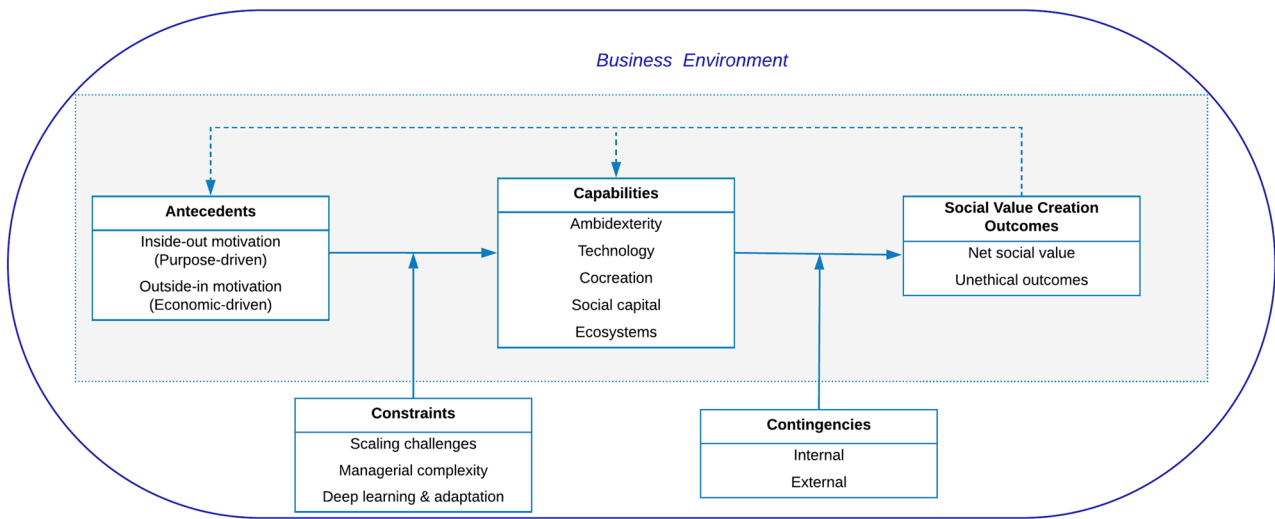 Business Environment
Antecedents
Inside-out motivation
(Purpose-driven)
Outside-in motivation
(Economic-driven)
Capabilities
Ambidexterity
Technology
Cocreation
Social capital
Ecosystems
Social Value Creation
Outcomes
Net social value
Unethical outcomes
Constraints
Scaling challenges
Managerial complexity
Deep learning & adaptation
Contingencies
Internal
External